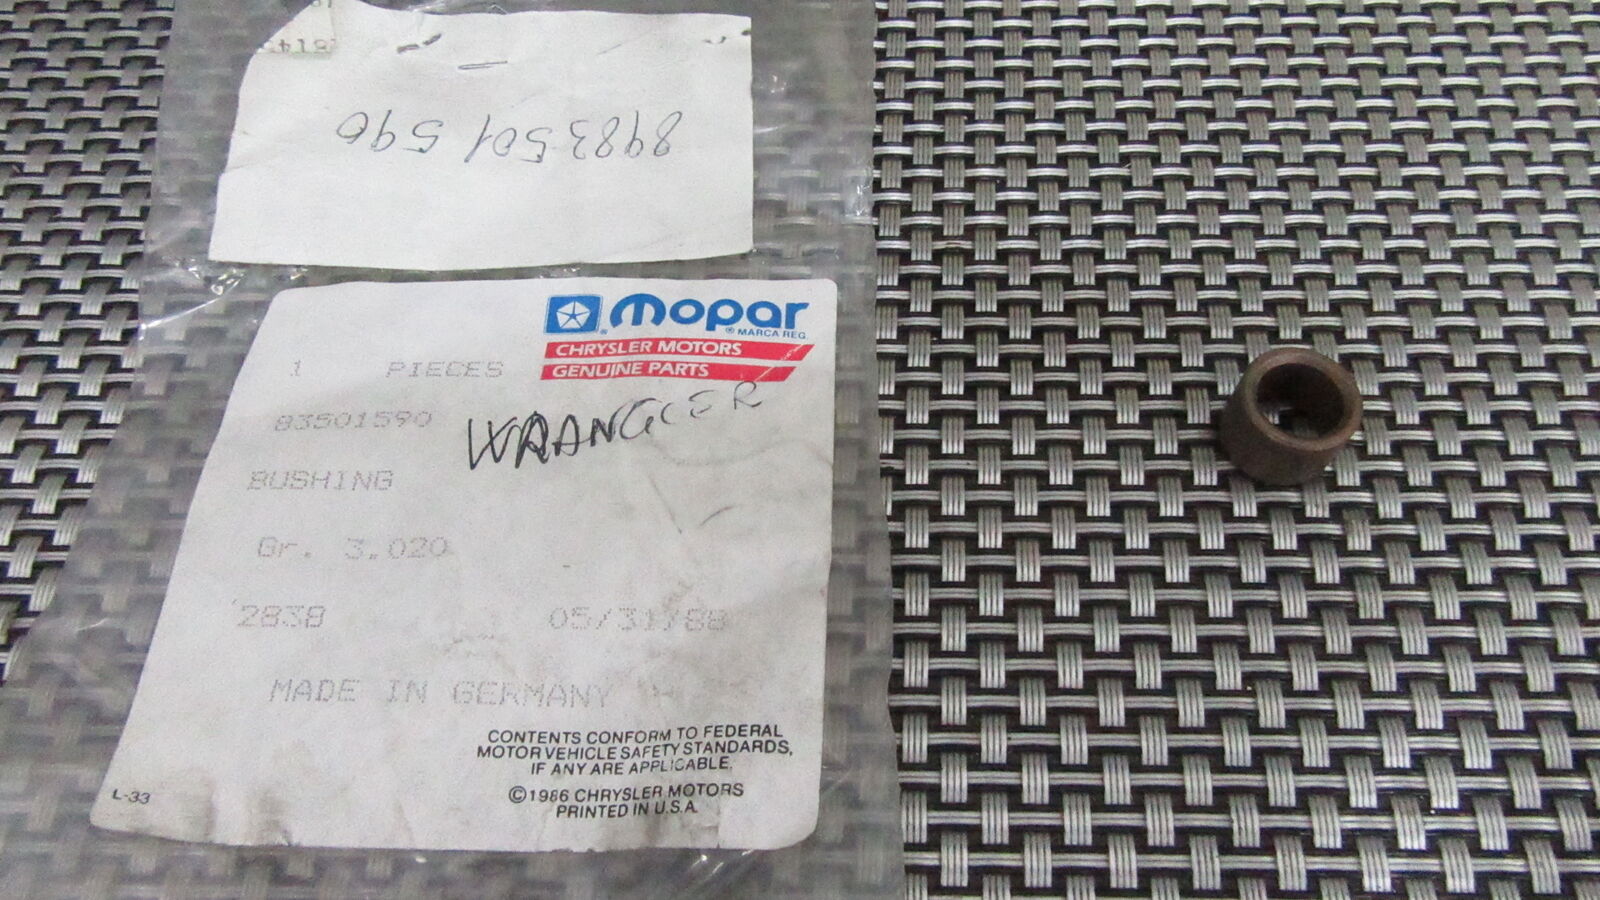 8983501590
mopar
® MARCA REG.
CHRYSLER MOTORS
GENUINE PARTS
1 PIECES
83501590
WRANGLER
BUSHING
Gr. 3.020
2838 05/31/88
MADE IN GERMANY
CONTENTS CONFORM TO FEDERAL
MOTOR VEHICLE SAFETY STANDARDS,
IF ANY ARE APPLICABLE.
©1986 CHRYSLER MOTORS
PRINTED IN U.S.A.
L-33